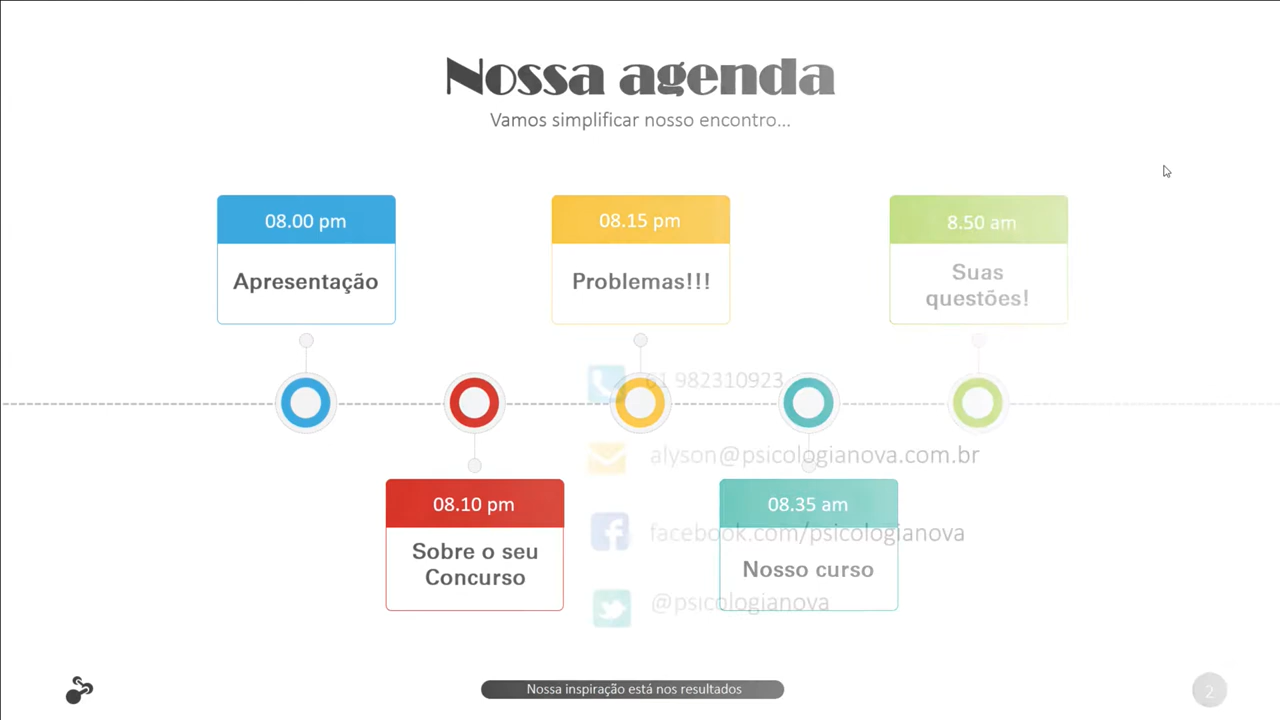 Nossa agenda
Vamos simplificar nosso encontro...
08.00 pm
Apresentação
08.15 pm
Problemas!!!
8.50 am
Suas
questões!
61 982310923
alyson@psicologianova.com.br
facebook.com/psicologianova
@psicologianova
08.10 pm
Sobre o seu
Concurso
08.35 am
Nosso curso
Nossa inspiração está nos resultados
2